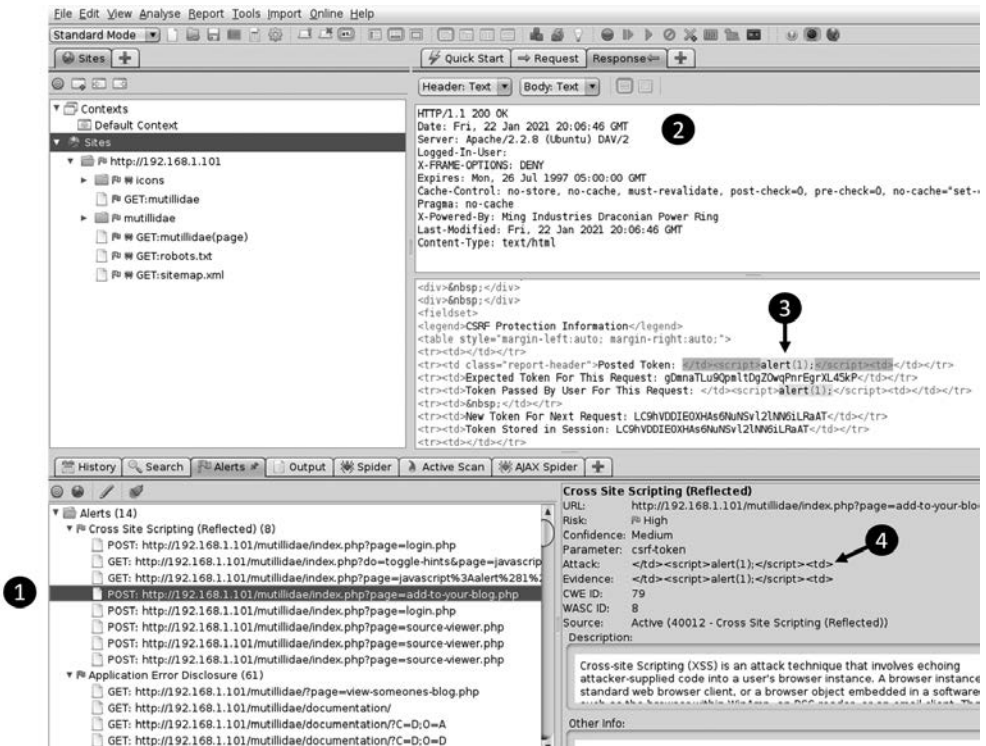 File Edit View Analyse Report Tools Import Online Help
Standard Mode
Sites
Quick Start Request Response
Header: Text Body: Text
Contexts
Default Context
Sites
http://192.168.1.101
icons
GET:mutillidae
mutillidae
GET:mutillidae(page)
GET:robots.txt
GET:sitemap.xml
HTTP/1.1 200 OK
Date: Fri, 22 Jan 2021 20:06:46 GMT
2
Server: Apache/2.2.8 (Ubuntu) DAV/2
Logged-In-User:
X-FRAME-OPTIONS: DENY
Expires: Mon, 26 Jul 1997 05:00:00 GMT
Cache-Control: no-store, no-cache, must-revalidate, post-check=0, pre-check=0, no-cache="set-
Pragma: no-cache
X-Powered-By: Ming Industries Draconian Power Ring
Last-Modified: Fri, 22 Jan 2021 20:06:46 GMT
Content-Type: text/html
<div>&nbsp;</div>
<div>&nbsp;</div>
<fieldset>
3
<legend>CSRF Protection Information</legend>
<table style="margin-left:auto; margin-right:auto;">
<tr><td></td></tr>
<tr><td class="report-header">Posted Token: </td><script>alert(1);</script><td></td></tr>
<tr><td>Expected Token For This Request: gDmnaTLu9QpmltDgZOwqPnrEgrXL45kP</td></tr>
<tr><td>Token Passed By User For This Request: </td><script>alert(1);</script><td></td></tr>
<tr><td>&nbsp;</td></tr>
<tr><td>New Token For Next Request: LC9hVDDIEOXHAs6NuNSvl2lNN6iLRaAT</td></tr>
<tr><td>Token Stored in Session: LC9hVDDIEOXHAs6NuNSvl2lNN6iLRaAT</td></tr>
<tr><td></td></tr>
History Search Alerts Output Spider Active Scan AJAX Spider
Alerts (14)
Cross Site Scripting (Reflected) (8)
POST: http://192.168.1.101/mutillidae/index.php?page=login.php
GET: http://192.168.1.101/mutillidae/index.php?do=toggle-hints&page=javascrip
GET: http://192.168.1.101/mutillidae/index.php?page=javascript%3Aalert%281%2
1
POST: http://192.168.1.101/mutillidae/index.php?page=add-to-your-blog.php
POST: http://192.168.1.101/mutillidae/index.php?page=login.php
POST: http://192.168.1.101/mutillidae/index.php?page=source-viewer.php
POST: http://192.168.1.101/mutillidae/index.php?page=source-viewer.php
POST: http://192.168.1.101/mutillidae/index.php?page=source-viewer.php
Application Error Disclosure (61)
GET: http://192.168.1.101/mutillidae/?page=view-someones-blog.php
GET: http://192.168.1.101/mutillidae/documentation/
GET: http://192.168.1.101/mutillidae/documentation/?C=D;O=A
GET: http://192.168.1.101/mutillidae/documentation/?C=D;O=D
Cross Site Scripting (Reflected)
URL: http://192.168.1.101/mutillidae/index.php?page=add-to-your-blo
Risk: High
Confidence: Medium
4
Parameter: csrf-token
Attack: </td><script>alert(1);</script><td>
Evidence: </td><script>alert(1);</script><td>
CWE ID: 79
WASC ID: 8
Source: Active (40012 - Cross Site Scripting (Reflected))
Description:
Cross-site Scripting (XSS) is an attack technique that involves echoing
attacker-supplied code into a user's browser instance. A browser instance
standard web browser client, or a browser object embedded in a software
Other Info: